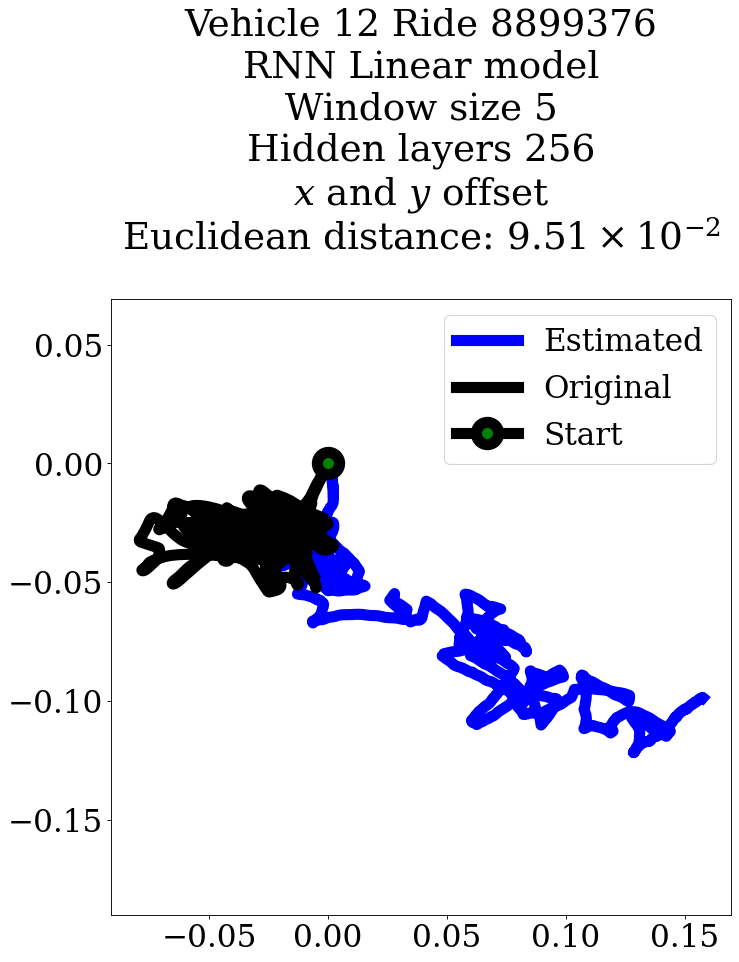 Vehicle 12 Ride 8899376
RNN Linear model
Window size 5
Hidden layers 256
x and y offset
Euclidean distance: 9.51 × 10⁻²
Estimated
Original
Start
0.05
0.00
−0.05
−0.10
−0.15
−0.05 0.00 0.05 0.10 0.15